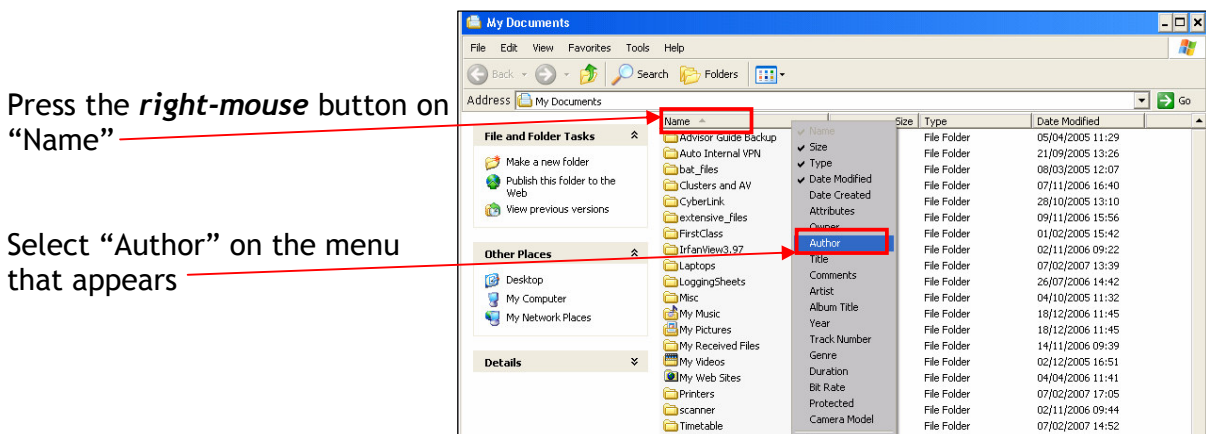 Press the right-mouse button on
“Name”
Select “Author” on the menu
that appears
My Documents
File Edit View Favorites Tools Help
Back Search Folders
Address My Documents Go
File and Folder Tasks
Make a new folder
Publish this folder to the
Web
View previous versions
Other Places
Desktop
My Computer
My Network Places
Details
Name Size Type Date Modified
Advisor Guide Backup File Folder 05/04/2005 11:29
Auto Internal VPN File Folder 21/09/2005 13:26
bat_files File Folder 08/03/2005 12:07
Clusters and AV File Folder 07/11/2006 16:40
CyberLink File Folder 28/10/2005 13:10
extensive_files File Folder 09/11/2006 15:56
FirstClass File Folder 01/02/2005 15:42
IrfanView3.97 File Folder 02/11/2006 09:22
Laptops File Folder 07/02/2007 13:39
LoggingSheets File Folder 26/07/2006 14:42
Misc File Folder 04/10/2005 11:32
My Music File Folder 18/12/2006 11:45
My Pictures File Folder 18/12/2006 11:45
My Received Files File Folder 14/11/2006 09:39
My Videos File Folder 02/12/2005 16:51
My Web Sites File Folder 04/04/2006 11:41
Printers File Folder 07/02/2007 17:05
scanner File Folder 02/11/2006 09:44
Timetable File Folder 07/02/2007 14:52
Name
Size
Type
Date Modified
Date Created
Attributes
Owner
Author
Title
Comments
Artist
Album Title
Year
Track Number
Genre
Duration
Bit Rate
Protected
Camera Model